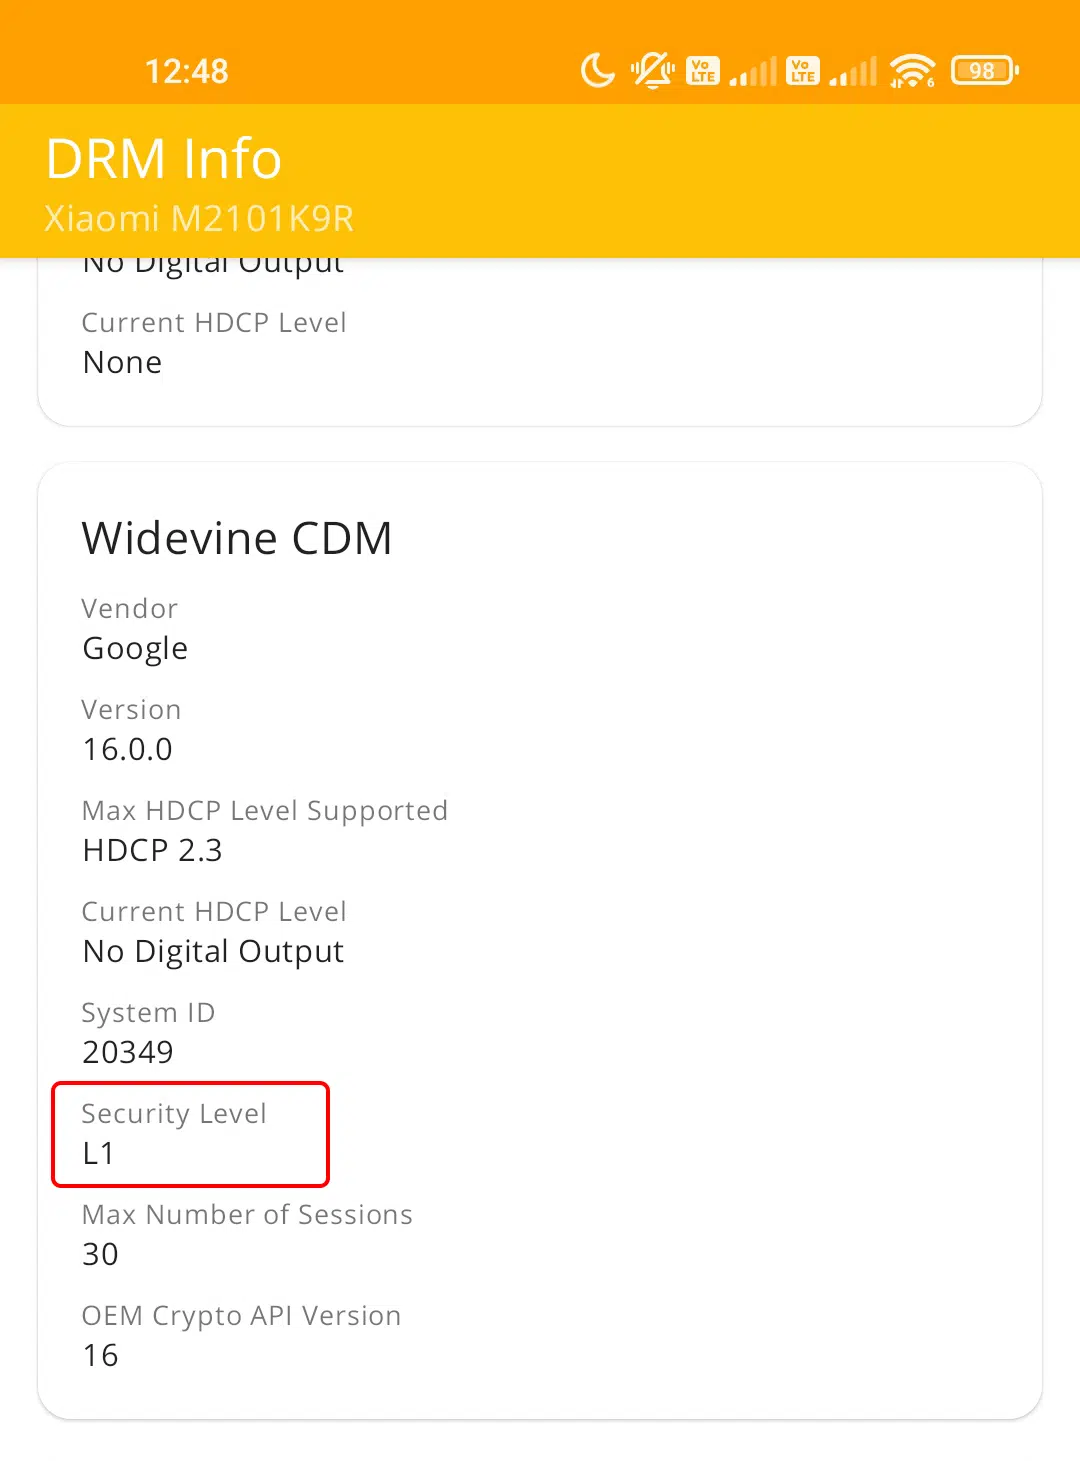 12:48
Vo LTE Vo LTE 6 98
DRM Info
Xiaomi M2101K9R
No Digital Output
Current HDCP Level
None
Widevine CDM
Vendor
Google
Version
16.0.0
Max HDCP Level Supported
HDCP 2.3
Current HDCP Level
No Digital Output
System ID
20349
Security Level
L1
Max Number of Sessions
30
OEM Crypto API Version
16